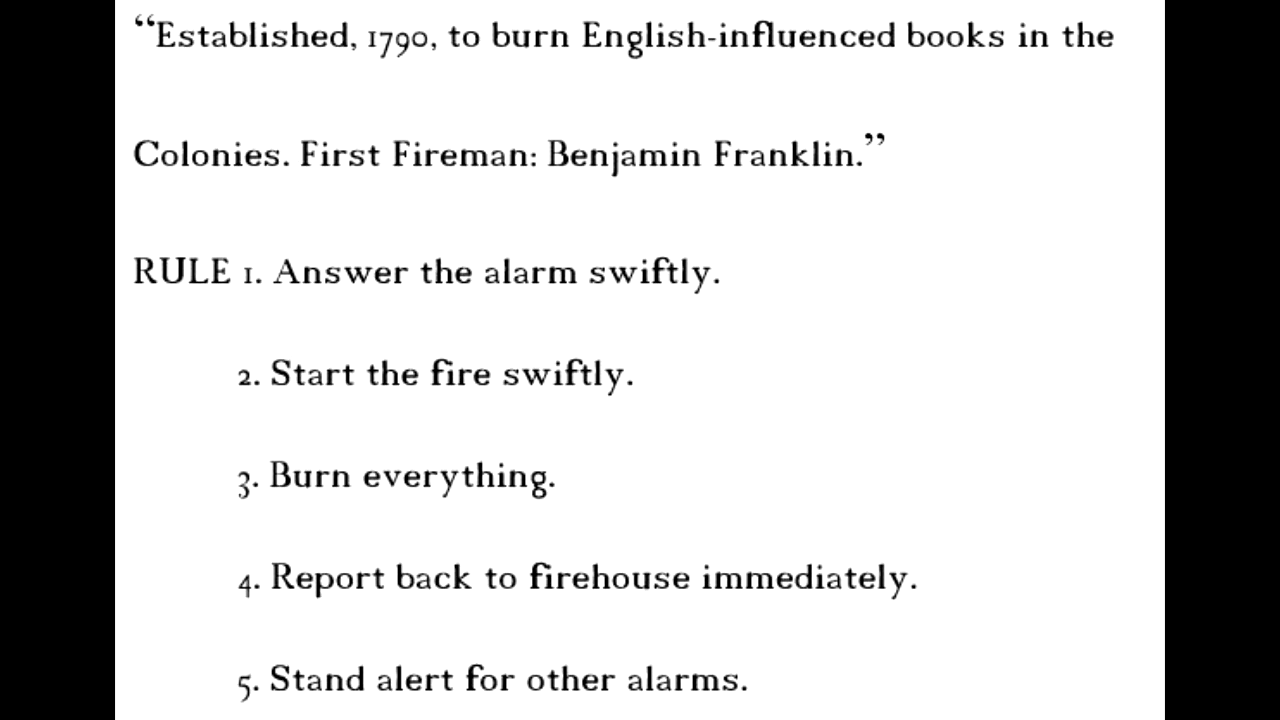 “Established, 1790, to burn English-influenced books in the
Colonies. First Fireman: Benjamin Franklin.”
RULE 1. Answer the alarm swiftly.
2. Start the fire swiftly.
3. Burn everything.
4. Report back to firehouse immediately.
5. Stand alert for other alarms.